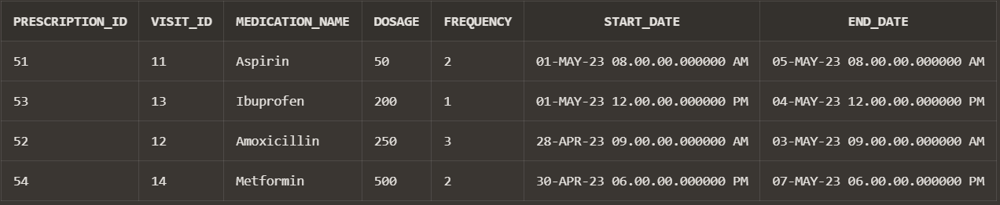 PRESCRIPTION_ID VISIT_ID MEDICATION_NAME DOSAGE FREQUENCY START_DATE END_DATE
51 11 Aspirin 50 2 01-MAY-23 08.00.00.000000 AM 05-MAY-23 08.00.00.000000 AM
53 13 Ibuprofen 200 1 01-MAY-23 12.00.00.000000 PM 04-MAY-23 12.00.00.000000 PM
52 12 Amoxicillin 250 3 28-APR-23 09.00.00.000000 AM 03-MAY-23 09.00.00.000000 AM
54 14 Metformin 500 2 30-APR-23 06.00.00.000000 PM 07-MAY-23 06.00.00.000000 PM